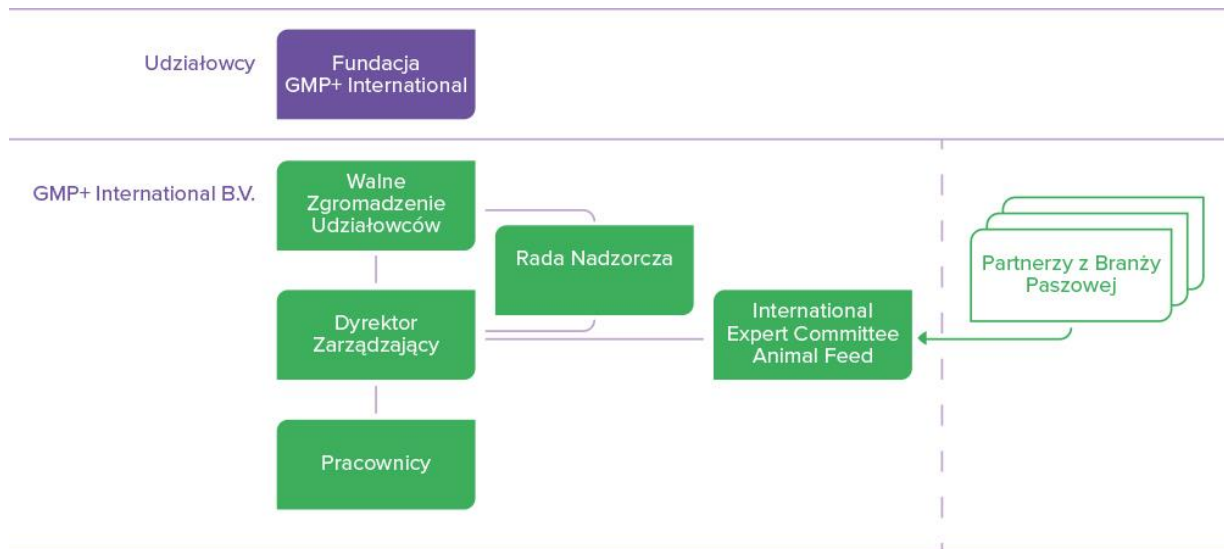 Udziałowcy
Fundacja
GMP+ International
GMP+ International B.V.
Walne
Zgromadzenie
Udziałowców
Rada Nadzorcza
Partnerzy z Branży
Paszowej
Dyrektor
Zarządzający
International
Expert Committee
Animal Feed
Pracownicy